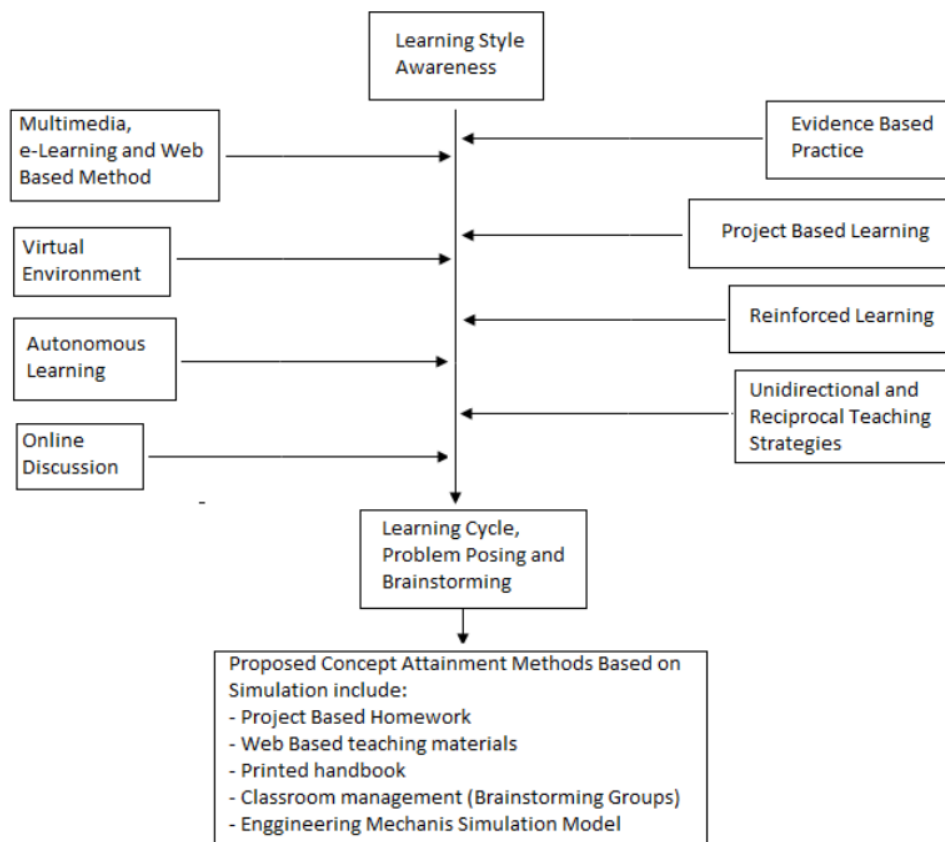 Learning Style
Awareness
Multimedia,
e-Learning and Web
Based Method
Evidence Based
Practice
Project Based Learning
Virtual
Environment
Reinforced Learning
Autonomous
Learning
Unidirectional and
Reciprocal Teaching
Strategies
Online
Discussion
-
Learning Cycle,
Problem Posing and
Brainstorming
Proposed Concept Attainment Methods Based on
Simulation include:
- Project Based Homework
- Web Based teaching materials
- Printed handbook
- Classroom management (Brainstorming Groups)
- Enggineering Mechanis Simulation Model